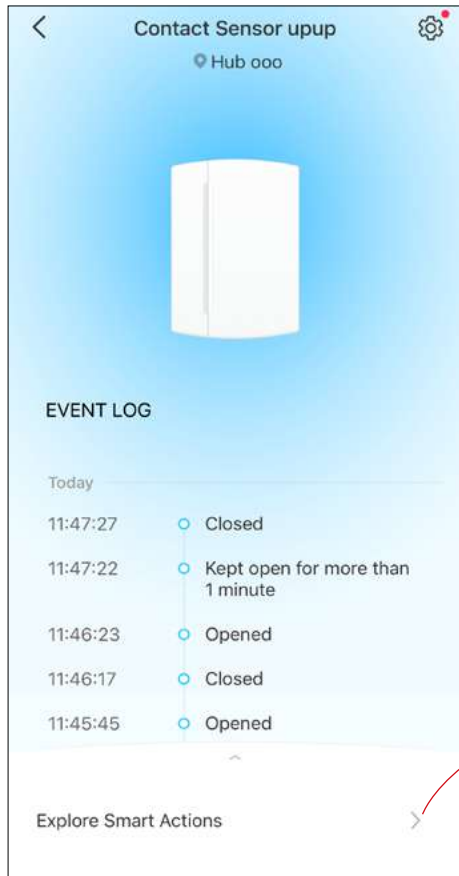 Contact Sensor upup
Hub ooo
EVENT LOG
Today
11:47:27 Closed
11:47:22 Kept open for more than
1 minute
11:46:23 Opened
11:46:17 Closed
11:45:45 Opened
Explore Smart Actions